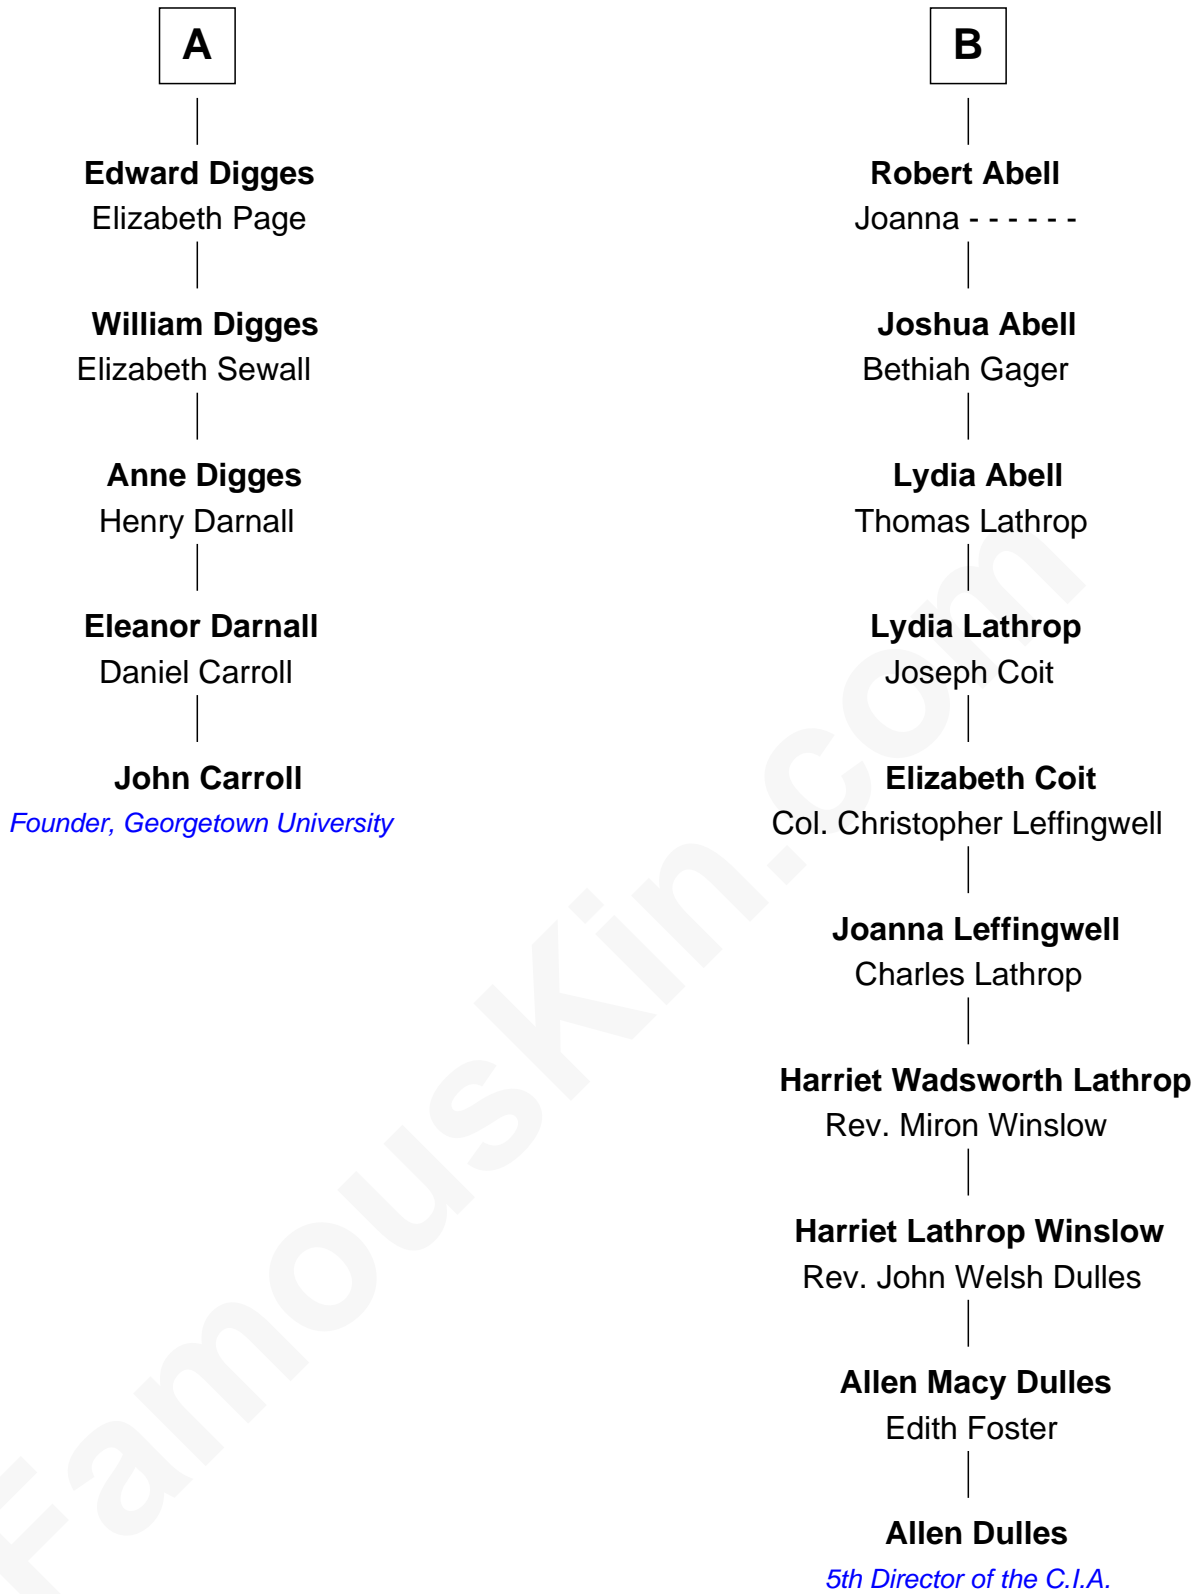 A
Edward Digges
Elizabeth Page
William Digges
Elizabeth Sewall
Anne Digges
Henry Darnall
Eleanor Darnall
Daniel Carroll
John Carroll
Founder, Georgetown University
B
Robert Abell
Joanna - - - - - -
Joshua Abell
Bethiah Gager
Lydia Abell
Thomas Lathrop
Lydia Lathrop
Joseph Coit
Elizabeth Coit
Col. Christopher Leffingwell
Joanna Leffingwell
Charles Lathrop
Harriet Wadsworth Lathrop
Rev. Miron Winslow
Harriet Lathrop Winslow
Rev. John Welsh Dulles
Allen Macy Dulles
Edith Foster
Allen Dulles
5th Director of the C.I.A.
FamousKin.com